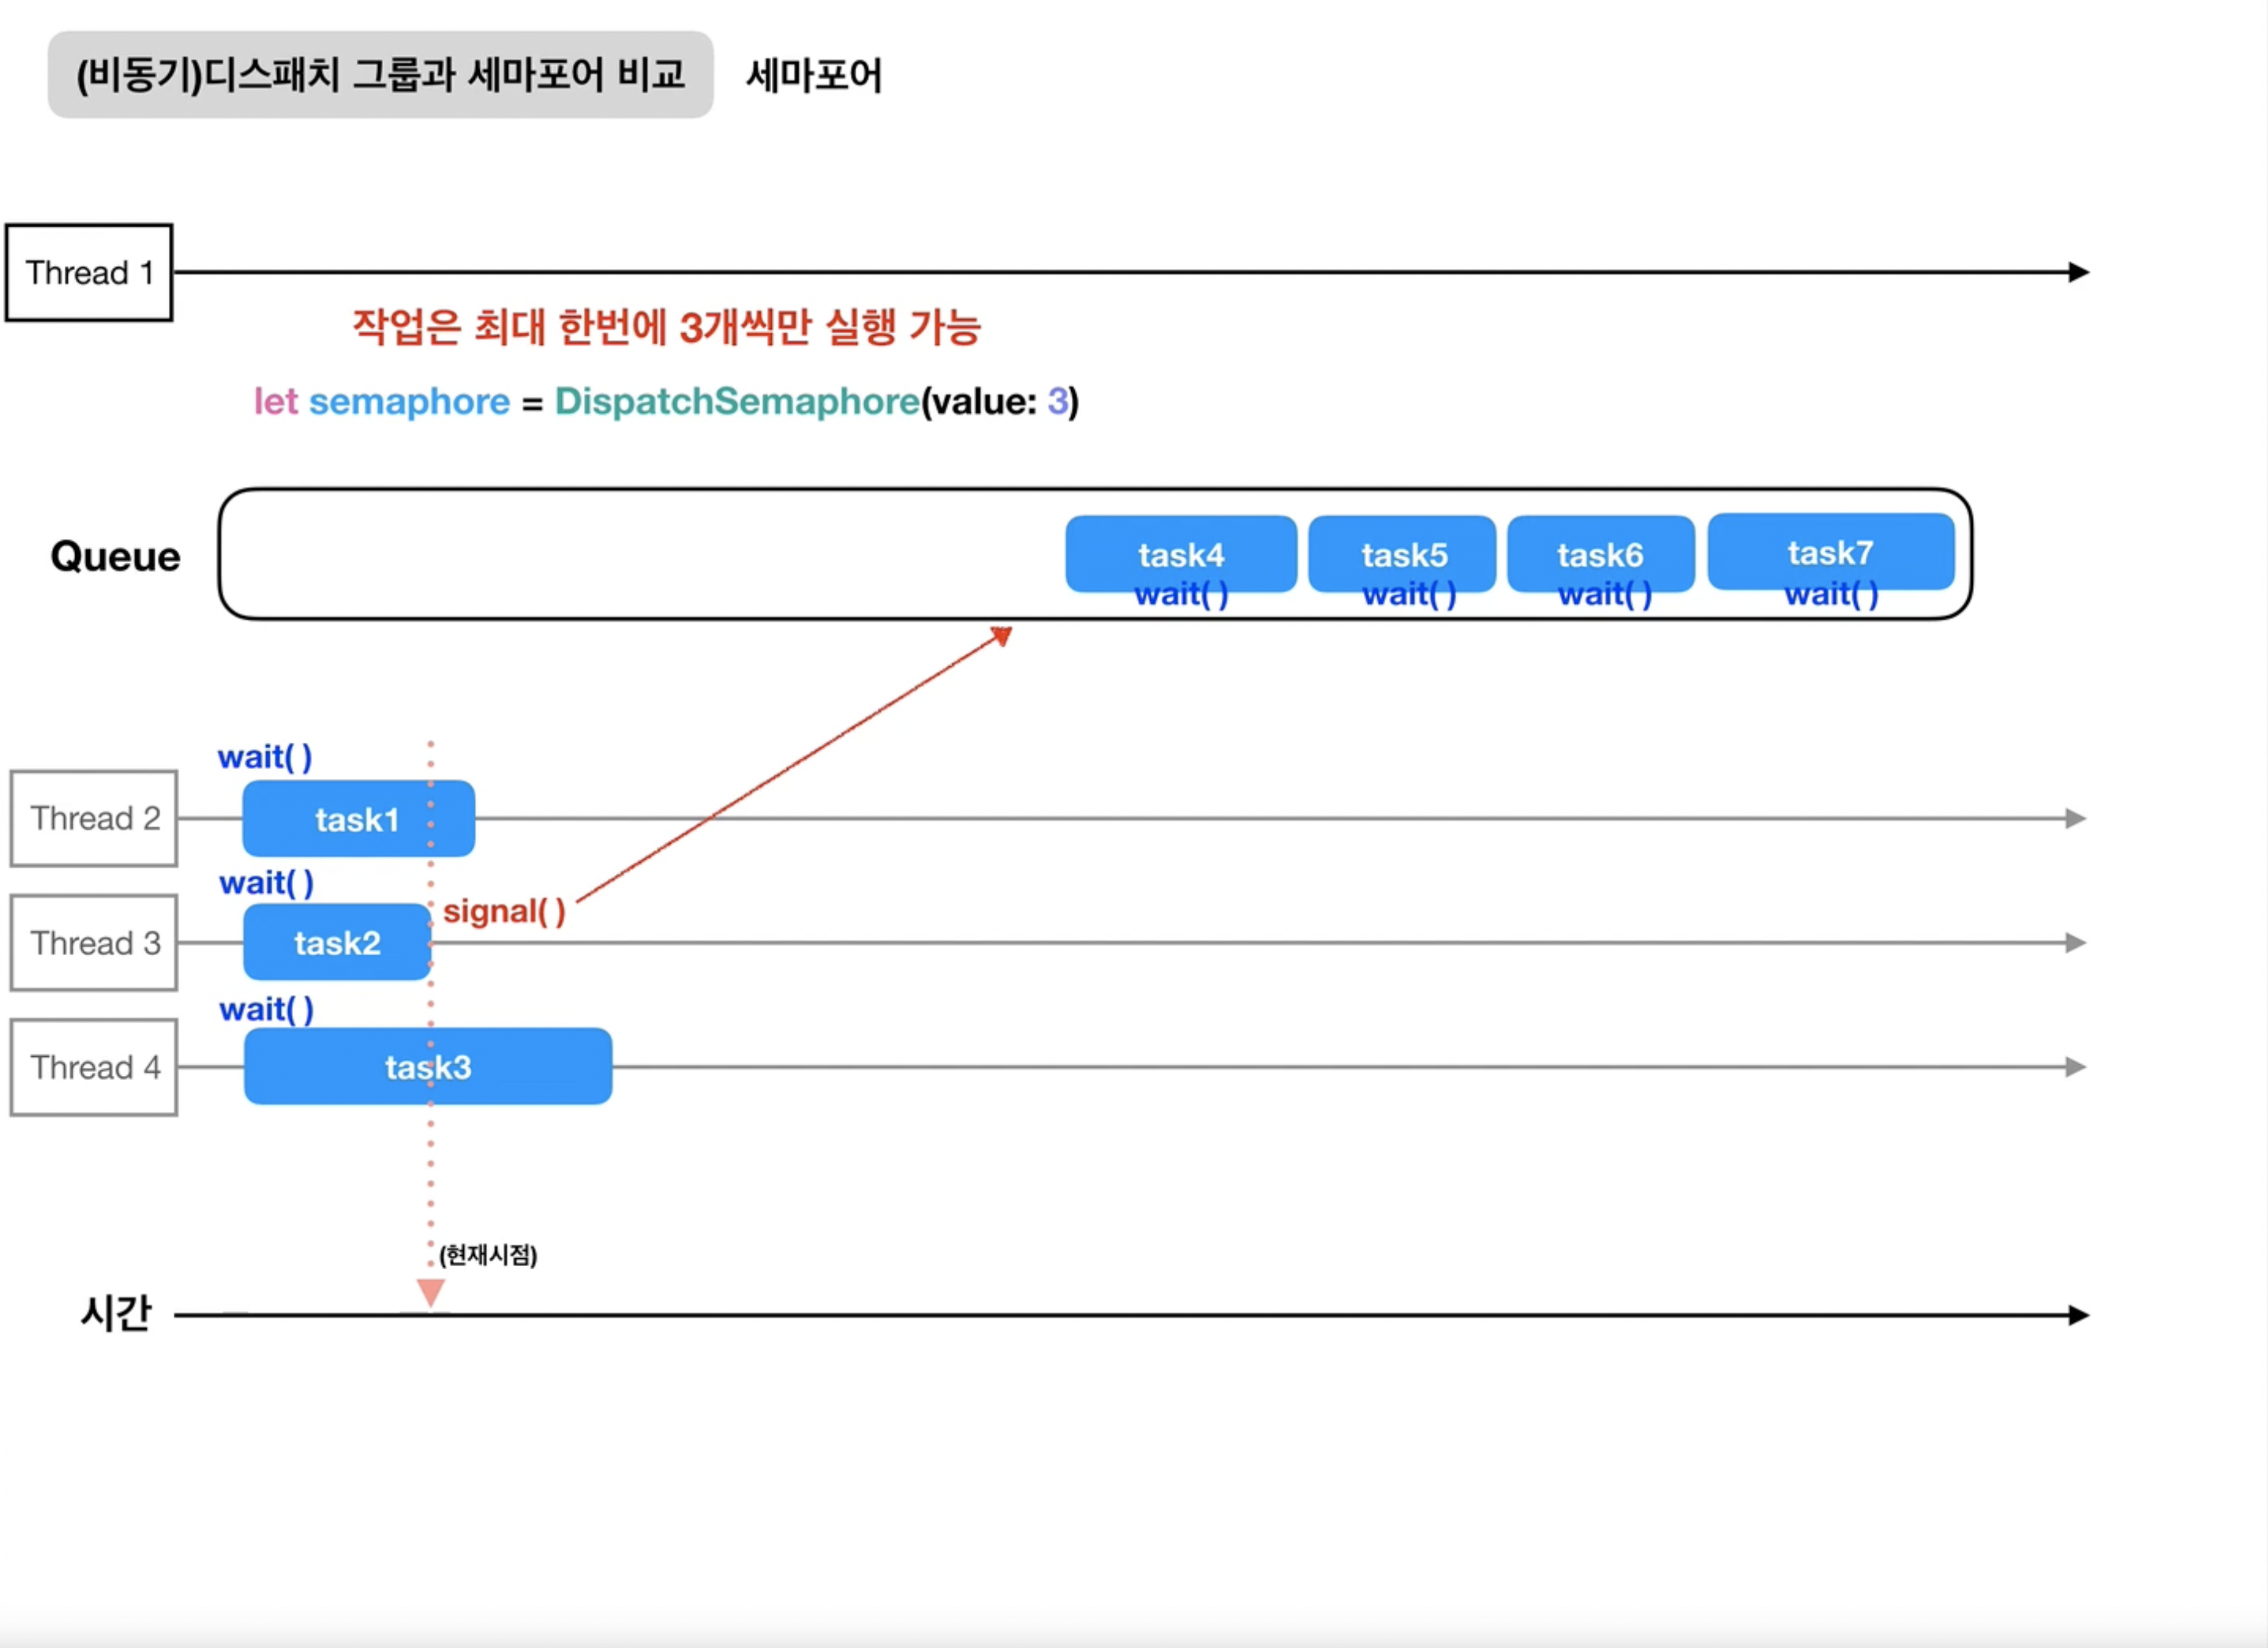 (비동기)디스패치 그룹과 세마포어 비교 세마포어
Thread 1
작업은 최대 한번에 3개씩만 실행 가능
let semaphore = DispatchSemaphore(value: 3)
Queue
task4 task5 task6 task7
wait( ) wait( ) wait( ) wait( )
wait( )
Thread 2 task1
wait( ) signal( )
Thread 3 task2
wait( )
Thread 4 task3
(현재시점)
시간